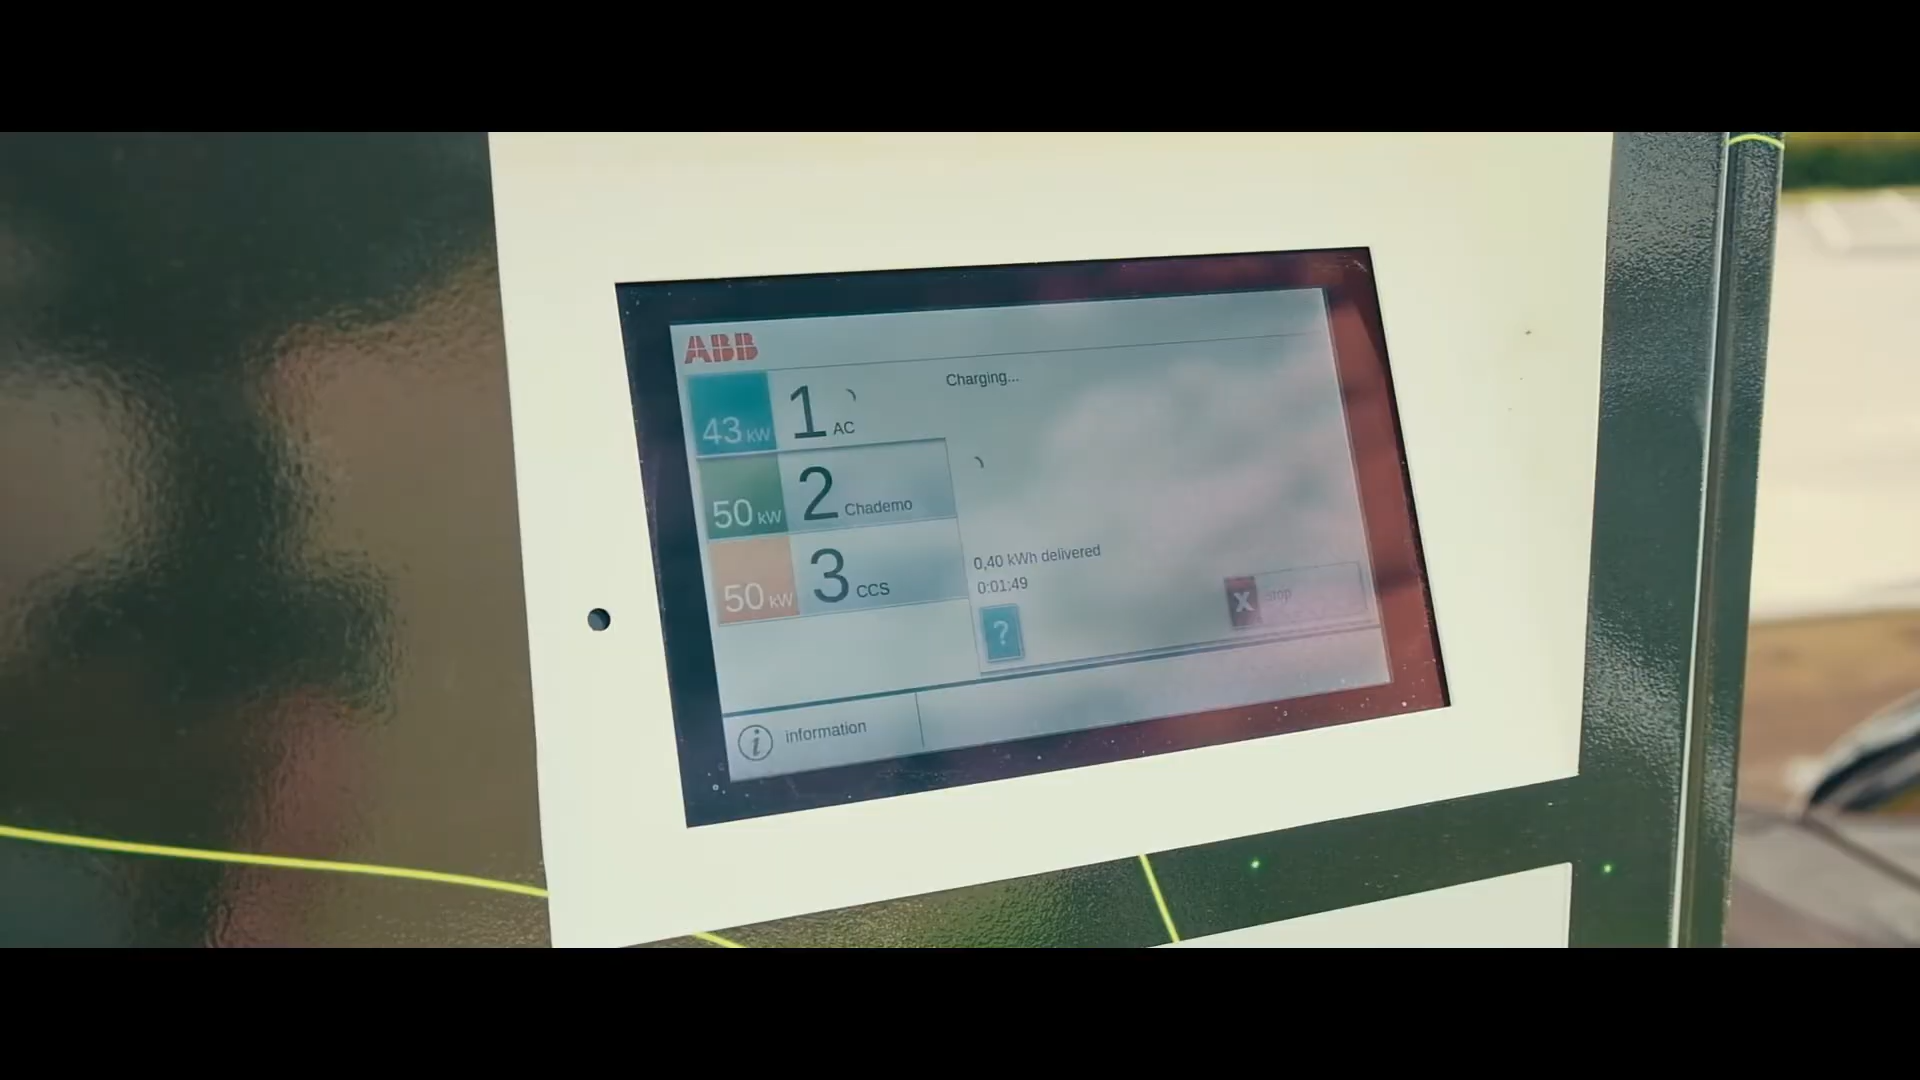 ABB
43 kW 1 AC
Charging...
50 kW 2 Chademo
50 kW 3 CCS
0,40 kWh delivered
0:01:49
?
X Stop
i information